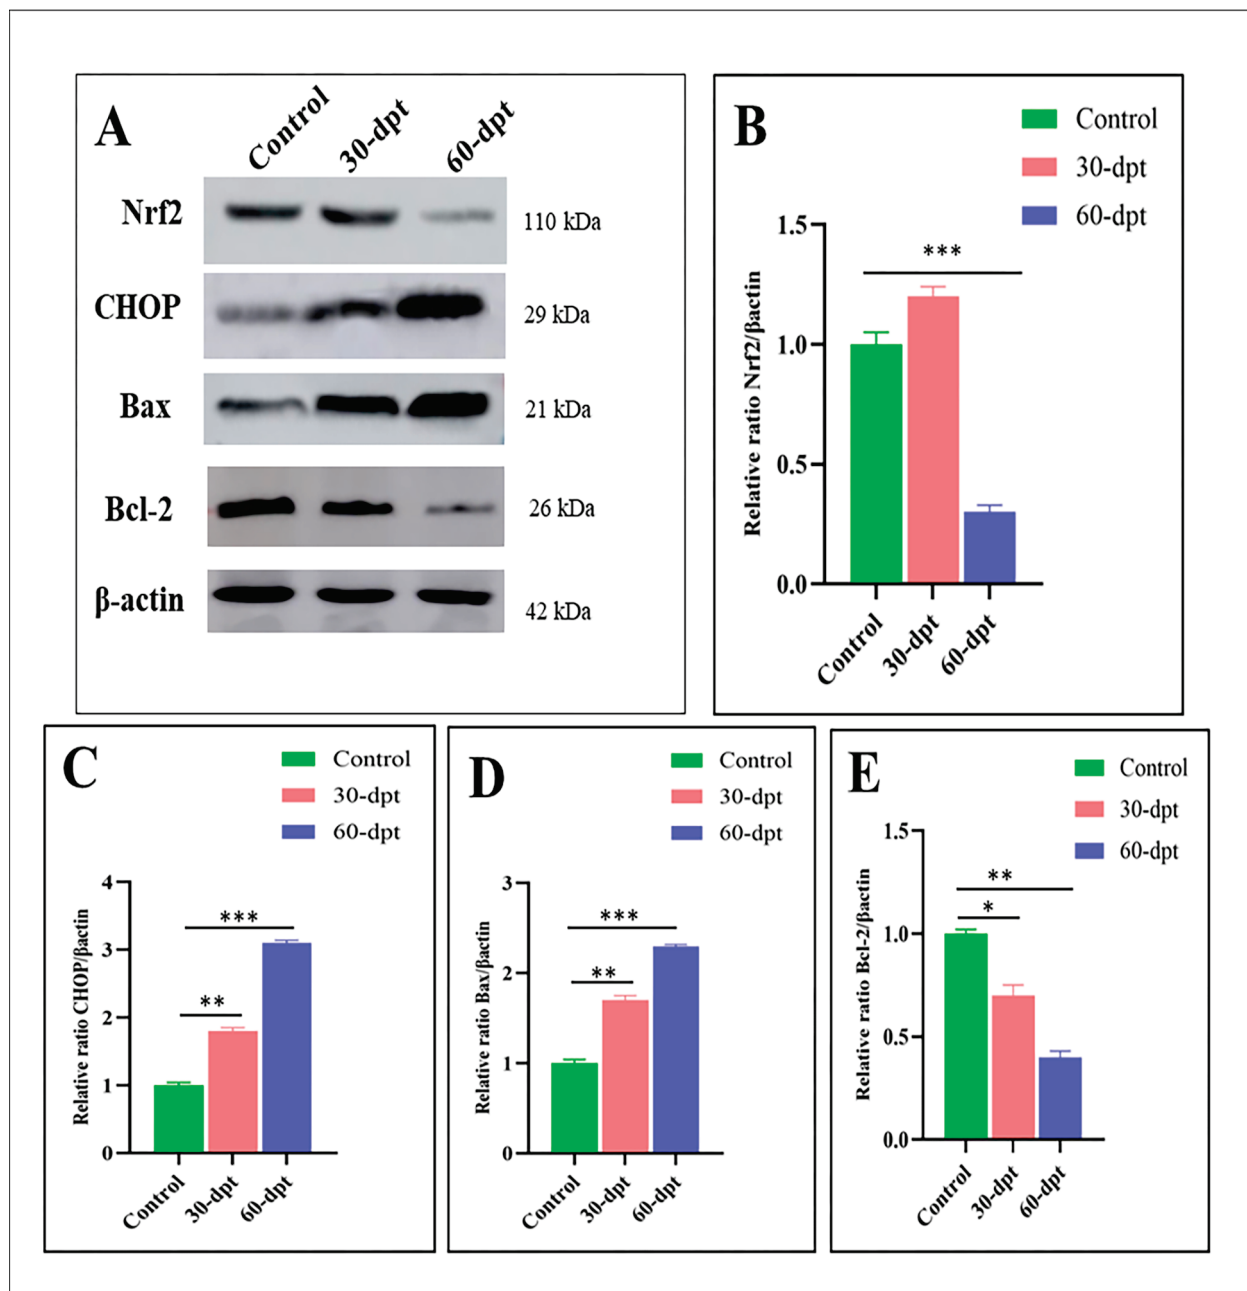 A
Control 30-dpt 60-dpt
Nrf2 110 kDa
CHOP 29 kDa
Bax 21 kDa
Bcl-2 26 kDa
β-actin 42 kDa
B
Control
30-dpt
60-dpt
Relative ratio Nrf2/βactin
1.5
1.0
0.5
0.0
***
Control 30-dpt 60-dpt
C
Control
30-dpt
60-dpt
Relative ratio CHOP/βactin
4
3
2
1
0
***
**
Control 30-dpt 60-dpt
D
Control
30-dpt
60-dpt
Relative ratio Bax/βactin
3
2
1
0
***
**
Control 30-dpt 60-dpt
E
Control
30-dpt
60-dpt
Relative ratio Bcl-2/βactin
1.5
1.0
0.5
0.0
**
*
Control 30-dpt 60-dpt